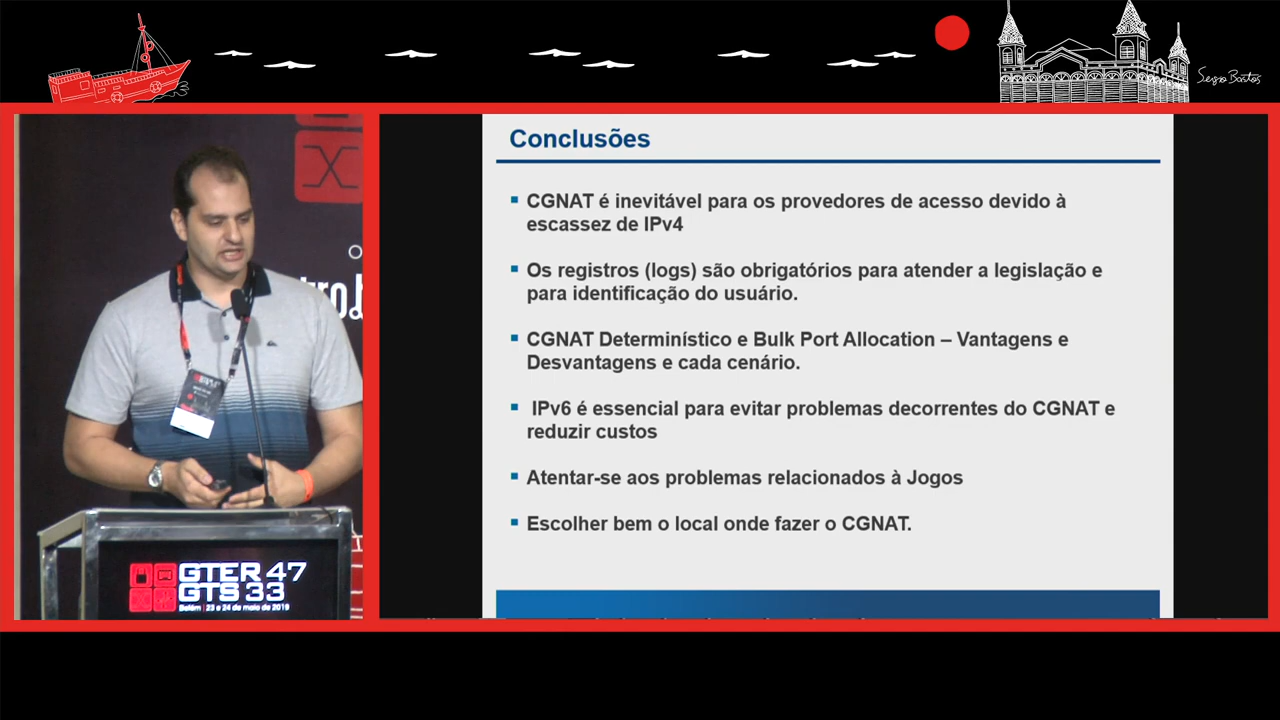 Sergio Bastos
Conclusões
CGNAT é inevitável para os provedores de acesso devido à
escassez de IPv4
Os registros (logs) são obrigatórios para atender a legislação e
para identificação do usuário.
CGNAT Determinístico e Bulk Port Allocation – Vantagens e
Desvantagens e cada cenário.
IPv6 é essencial para evitar problemas decorrentes do CGNAT e
reduzir custos
Atentar-se aos problemas relacionados à Jogos
Escolher bem o local onde fazer o CGNAT.
GTER 47
GTS 33
Belém | 23 e 24 de maio de 2019